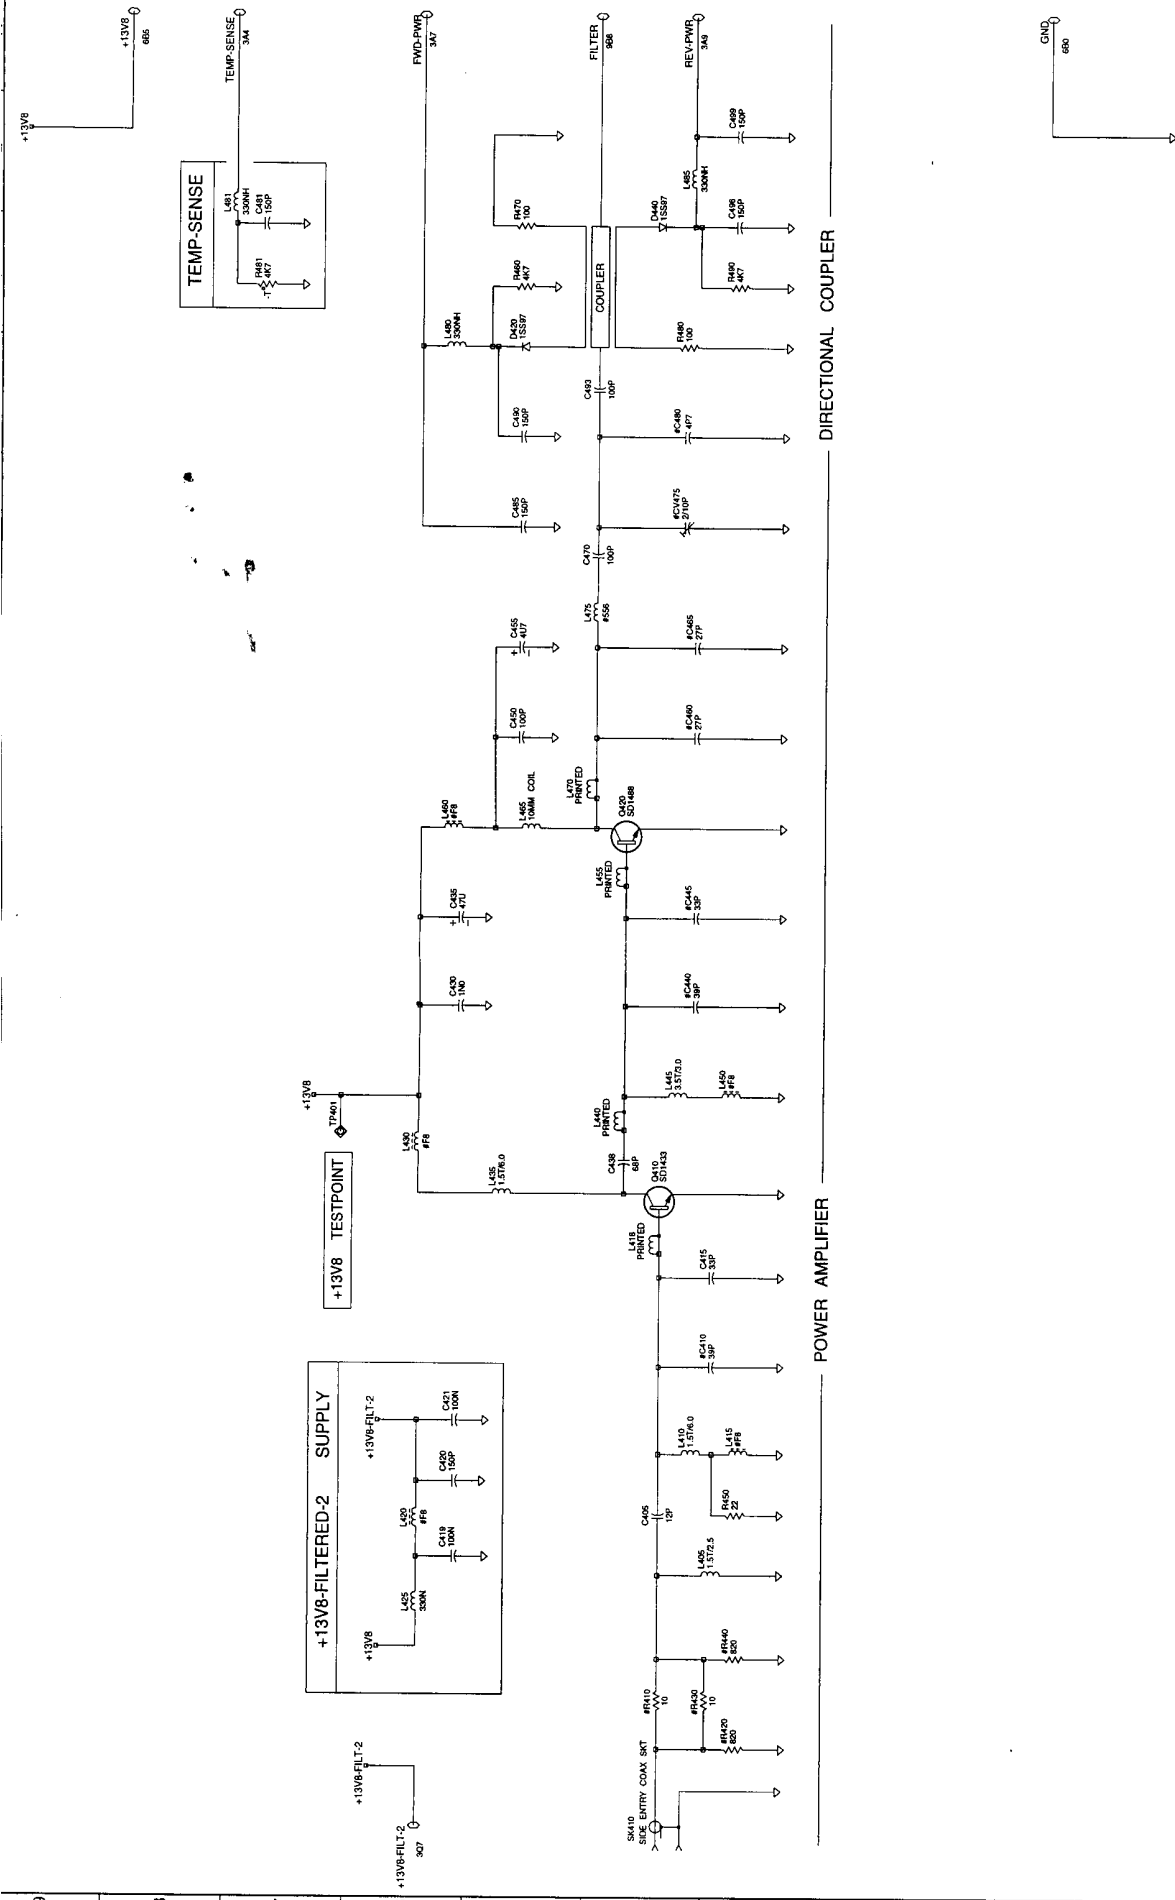 +13V8
+13V8
6B5
TEMP-SENSE
3A4
TEMP-SENSE
L481
330NH
C481
150P
R481
4K7
-T°
FWD-PWR
3A7
FILTER
9B8
REV-PWR
3A9
GND
6B0
C499
150P
L485
330NH
D440
1SS97
C498
150P
R490
4K7
R480
100
R470
100
R460
4K7
D420
1SS97
L480
330NH
COUPLER
C490
150P
C493
100P
#C480
4P7
C485
150P
#CV475
2/10P
C470
100P
L475
#556
C455
4U7
+
#C465
27P
C450
100P
#C460
27P
L470
PRINTED
L465
10MM COIL
L460
#F8
Q420
SD1488
L455
PRINTED
C435
47U
+
#C445
33P
C430
1N0
#C440
39P
+13V8
TP401
+13V8 TESTPOINT
L430
#F8
L445
3.5T/3.0
L450
#F8
L440
PRINTED
C438
68P
L435
1.5T/6.0
Q410
SD1433
L418
PRINTED
C415
33P
#C410
39P
L410
1.5T/6.0
L415
#F8
R450
22
C405
12P
L405
1.5T/2.5
#R440
820
#R410
10
#R430
10
#R420
820
SK410
SIDE ENTRY COAX SKT
+13V8-FILTERED-2 SUPPLY
+13V8-FILT-2
C421
100N
C420
150P
L420
#F8
C419
100N
L425
330N
+13V8
+13V8-FILT-2
+13V8-FILT-2
3Q7
POWER AMPLIFIER
DIRECTIONAL COUPLER